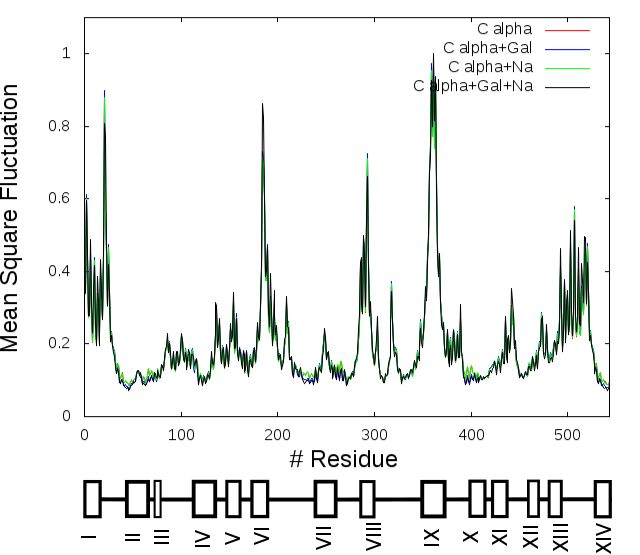 C alpha
C alpha+Gal
C alpha+Na
C alpha+Gal+Na
Mean Square Fluctuation
1
0.8
0.6
0.4
0.2
0
0 100 200 300 400 500
# Residue
I II III IV V VI VII VIII IX X XI XII XIII XIV